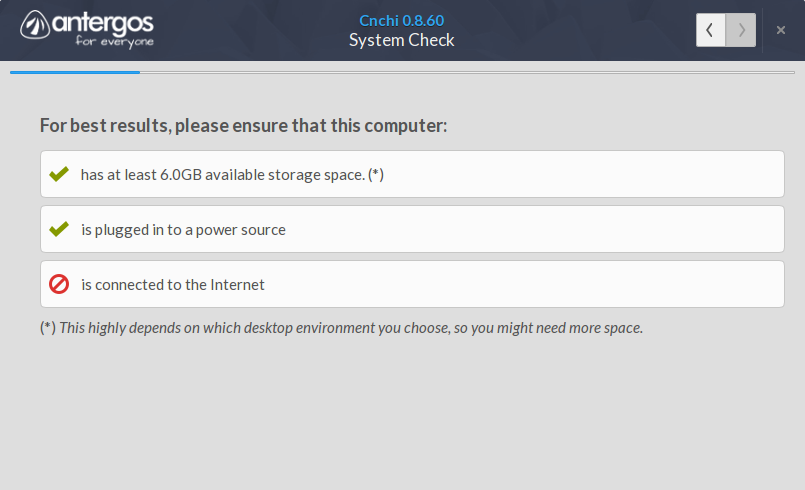 antergos
for everyone
Cnchi 0.8.60
System Check
For best results, please ensure that this computer:
has at least 6.0GB available storage space. (*)
is plugged in to a power source
is connected to the Internet
(*) This highly depends on which desktop environment you choose, so you might need more space.